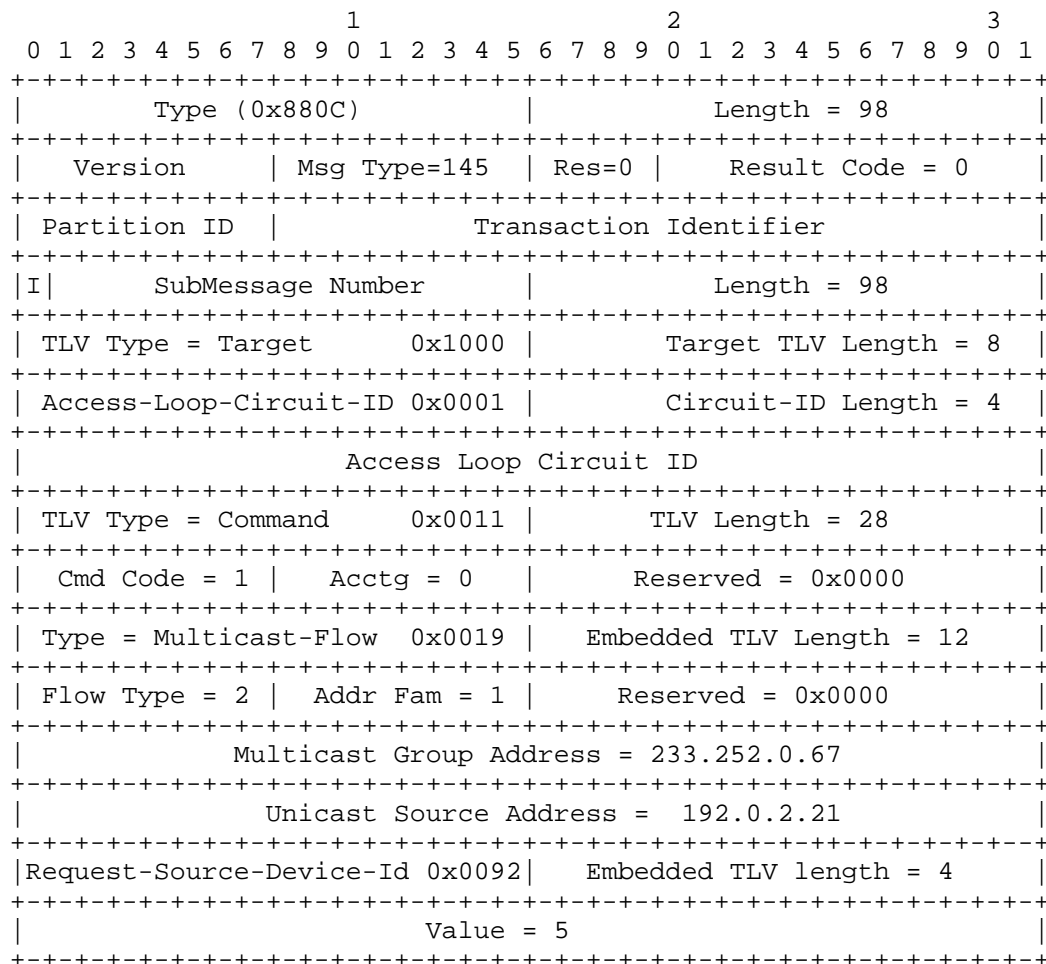 1                   2                   3
 0 1 2 3 4 5 6 7 8 9 0 1 2 3 4 5 6 7 8 9 0 1 2 3 4 5 6 7 8 9 0 1
+-+-+-+-+-+-+-+-+-+-+-+-+-+-+-+-+-+-+-+-+-+-+-+-+-+-+-+-+-+-+-+-+
|        Type (0x880C)          |           Length = 98         |
+-+-+-+-+-+-+-+-+-+-+-+-+-+-+-+-+-+-+-+-+-+-+-+-+-+-+-+-+-+-+-+-+
|   Version     | Msg Type=145  | Res=0 |    Result Code = 0    |
+-+-+-+-+-+-+-+-+-+-+-+-+-+-+-+-+-+-+-+-+-+-+-+-+-+-+-+-+-+-+-+-+
| Partition ID  |            Transaction Identifier             |
+-+-+-+-+-+-+-+-+-+-+-+-+-+-+-+-+-+-+-+-+-+-+-+-+-+-+-+-+-+-+-+-+
|I|      SubMessage Number      |           Length = 98         |
+-+-+-+-+-+-+-+-+-+-+-+-+-+-+-+-+-+-+-+-+-+-+-+-+-+-+-+-+-+-+-+-+
| TLV Type = Target      0x1000 |        Target TLV Length = 8  |
+-+-+-+-+-+-+-+-+-+-+-+-+-+-+-+-+-+-+-+-+-+-+-+-+-+-+-+-+-+-+-+-+
| Access-Loop-Circuit-ID 0x0001 |        Circuit-ID Length = 4  |
+-+-+-+-+-+-+-+-+-+-+-+-+-+-+-+-+-+-+-+-+-+-+-+-+-+-+-+-+-+-+-+-+
|                    Access Loop Circuit ID                     |
+-+-+-+-+-+-+-+-+-+-+-+-+-+-+-+-+-+-+-+-+-+-+-+-+-+-+-+-+-+-+-+-+
| TLV Type = Command     0x0011 |       TLV Length = 28         |
+-+-+-+-+-+-+-+-+-+-+-+-+-+-+-+-+-+-+-+-+-+-+-+-+-+-+-+-+-+-+-+-+
|  Cmd Code = 1 |   Acctg = 0   |      Reserved = 0x0000        |
+-+-+-+-+-+-+-+-+-+-+-+-+-+-+-+-+-+-+-+-+-+-+-+-+-+-+-+-+-+-+-+-+
| Type = Multicast-Flow  0x0019 |   Embedded TLV Length = 12    |
+-+-+-+-+-+-+-+-+-+-+-+-+-+-+-+-+-+-+-+-+-+-+-+-+-+-+-+-+-+-+-+-+
| Flow Type = 2 |  Addr Fam = 1 |     Reserved = 0x0000         |
+-+-+-+-+-+-+-+-+-+-+-+-+-+-+-+-+-+-+-+-+-+-+-+-+-+-+-+-+-+-+-+-+
|             Multicast Group Address = 233.252.0.67            |
+-+-+-+-+-+-+-+-+-+-+-+-+-+-+-+-+-+-+-+-+-+-+-+-+-+-+-+-+-+-+-+-+
|               Unicast Source Address =  192.0.2.21            |
+-+-+-+-+-+-+-+-+-+-+-+-+-+-+-+-+-+-+-+-+-+-+-+-+-++-+-+-+-+-+--+
|Request-Source-Device-Id 0x0092|   Embedded TLV length = 4     |
+-+-+-+-+-+-+-+-+-+-+-+-+-+-+-+-+-+-+-+-+-+-+-+-+-+-+-+-+-+-+-+-+
|                         Value = 5                             |
+-+-+-+-+-+-+-+-+-+-+-+-+-+-+-+-+-+-+-+-+-+-+-+-+-+-+-+-+-+-+-+-+